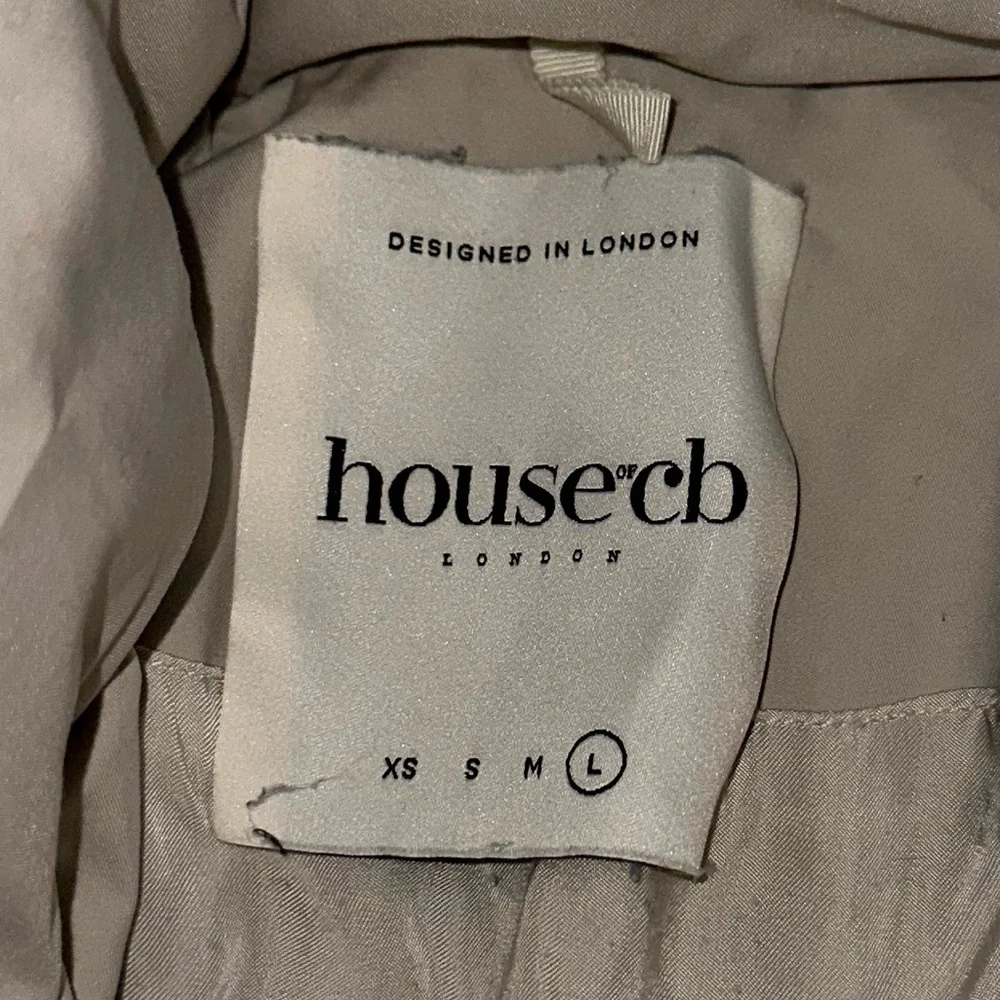 DESIGNED IN LONDON
house OF cb
LONDON
XS S M L